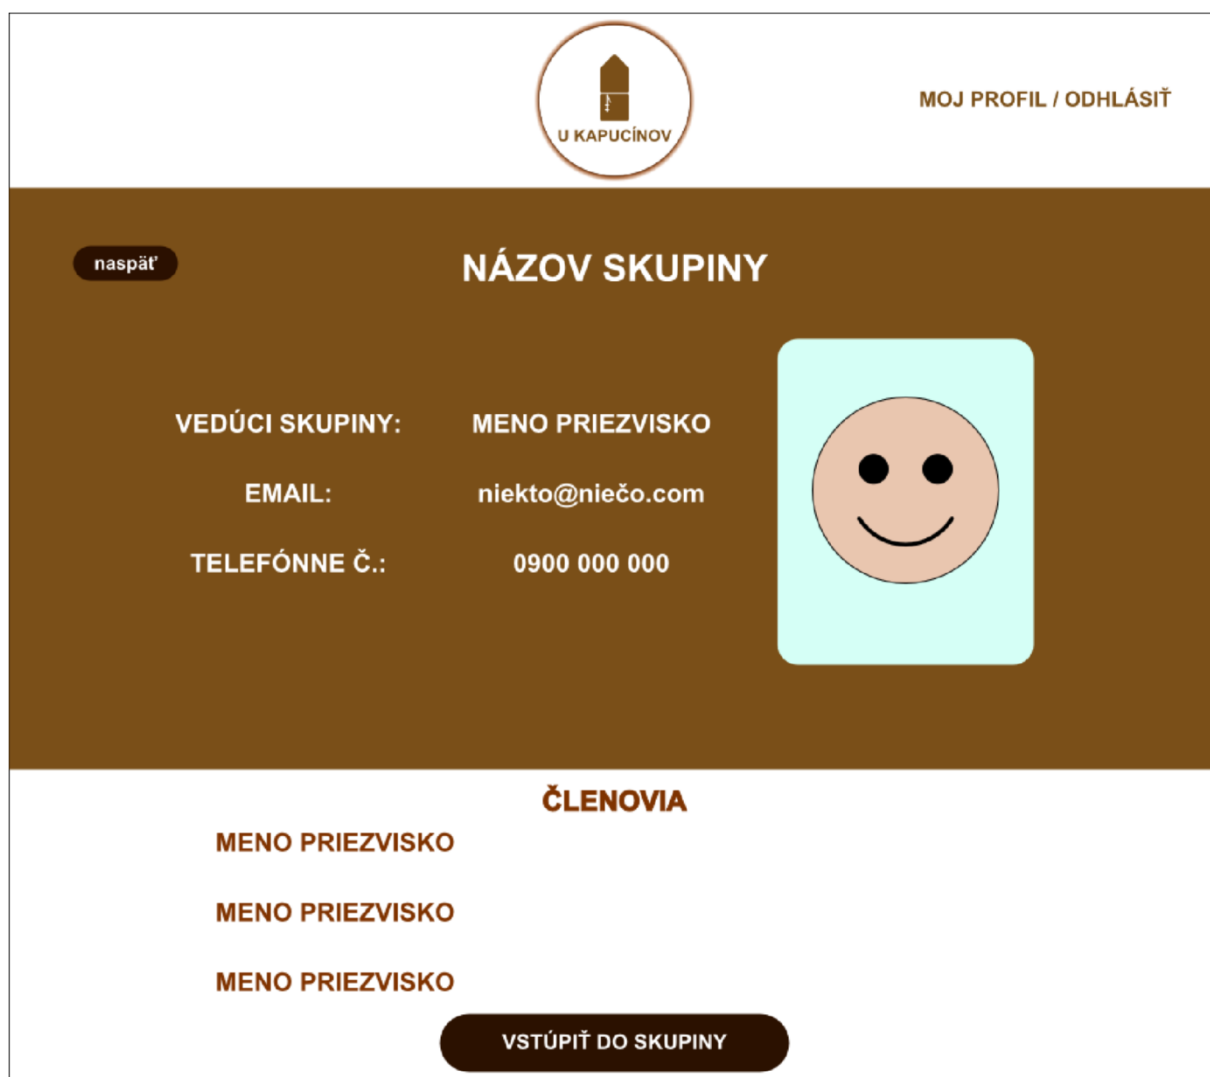 U KAPUCÍNOV
MOJ PROFIL / ODHLÁSIŤ
naspäť
NÁZOV SKUPINY
VEDÚCI SKUPINY: MENO PRIEZVISKO
EMAIL: niekto@niečo.com
TELEFÓNNE Č.: 0900 000 000
ČLENOVIA
MENO PRIEZVISKO
MENO PRIEZVISKO
MENO PRIEZVISKO
VSTÚPIŤ DO SKUPINY